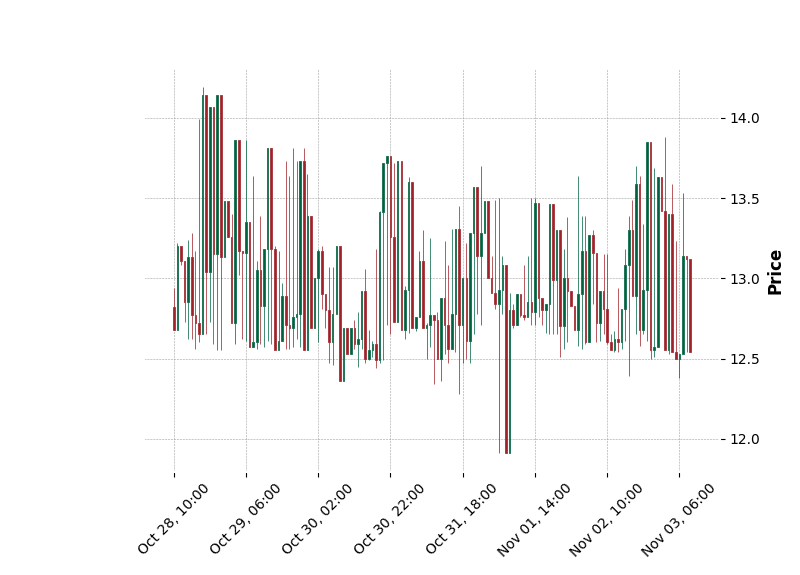 14.0
13.5
13.0
12.5
12.0
Price
Oct 28, 10:00
Oct 29, 06:00
Oct 30, 02:00
Oct 30, 22:00
Oct 31, 18:00
Nov 01, 14:00
Nov 02, 10:00
Nov 03, 06:00